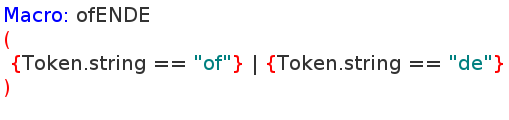 Macro: ofENDE
(
{Token.string == "of"} | {Token.string == "de"}
)